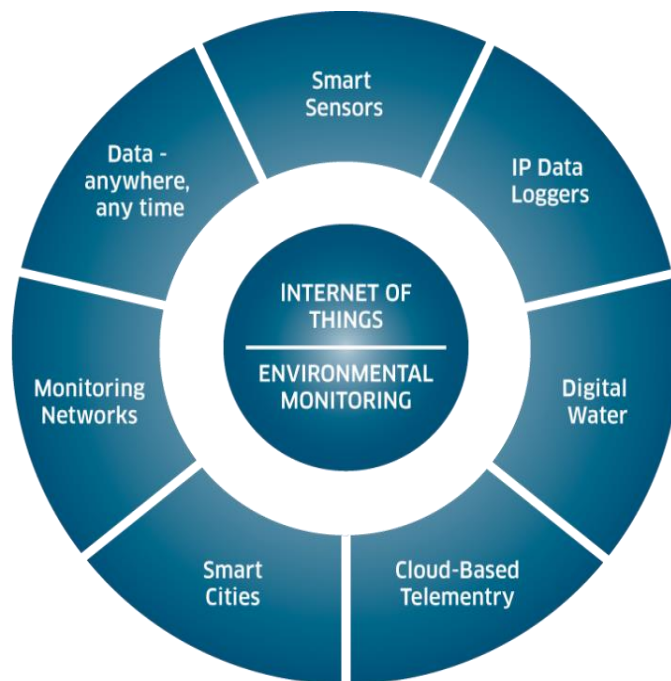 Smart
Sensors
IP Data
Loggers
Digital
Water
Cloud-Based
Telementry
Smart
Cities
Monitoring
Networks
Data -
anywhere,
any time
INTERNET OF
THINGS
ENVIRONMENTAL
MONITORING